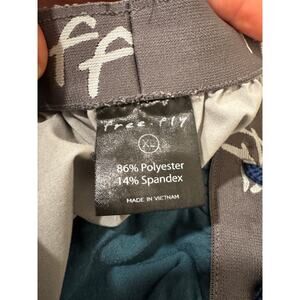 ff
free fly
XL
86% Polyester
14% Spandex
MADE IN VIETNAM